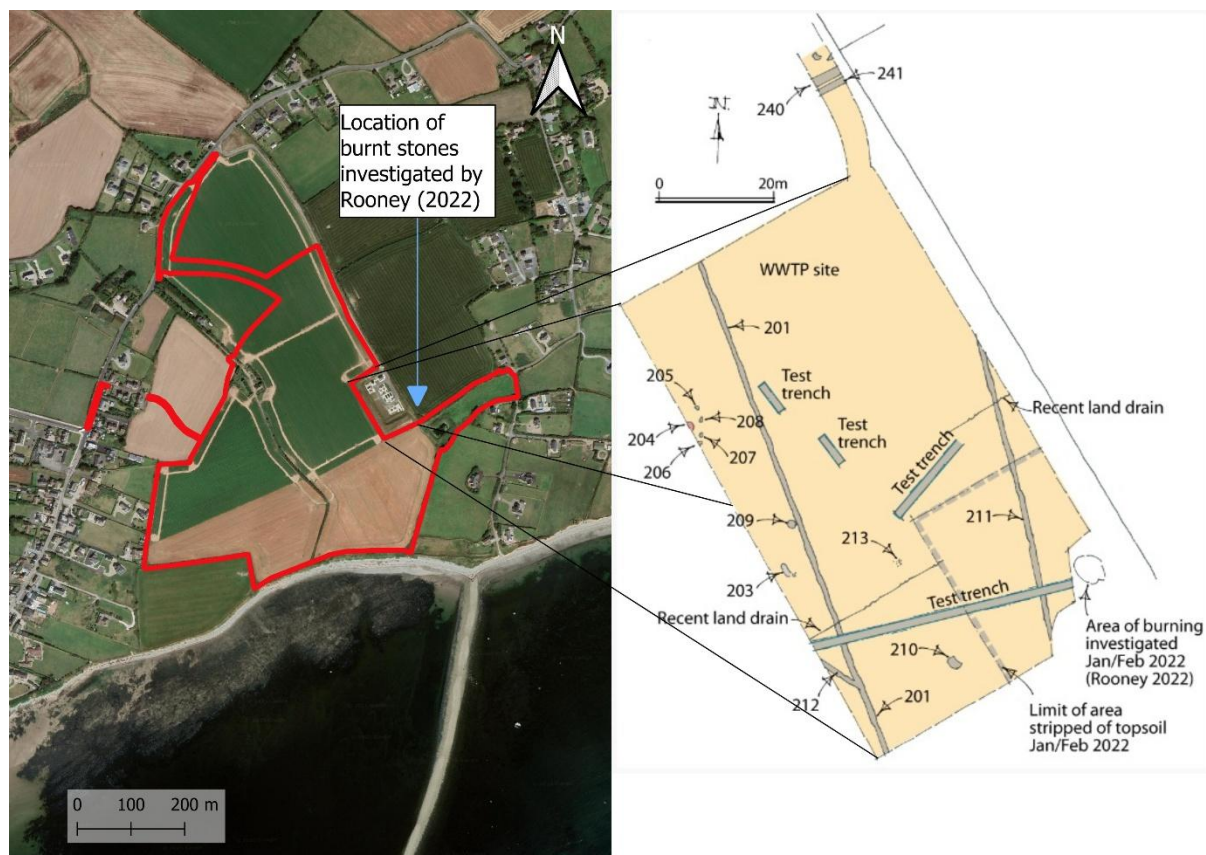 N
Location of
burnt stones
investigated by
Rooney (2022)
0 100 200 m
241
240
N
0 20m
WWTP site
201
205
208
204
207
206
Test
trench
Test
trench
Test trench
Recent land drain
209
211
213
203
Test trench
Recent land drain
210
212
201
Area of burning
investigated
Jan/Feb 2022
(Rooney 2022)
Limit of area
stripped of topsoil
Jan/Feb 2022